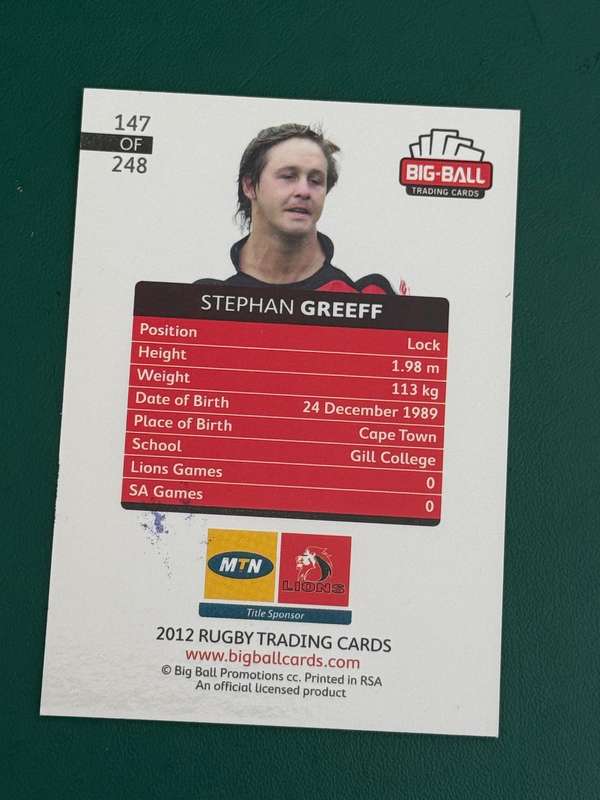 147
OF
248
BIG-BALL
TRADING CARDS
STEPHAN GREEFF
Position Lock
Height 1.98 m
Weight 113 kg
Date of Birth 24 December 1989
Place of Birth Cape Town
School Gill College
Lions Games 0
SA Games 0
MTN
LIONS
Title Sponsor
2012 RUGBY TRADING CARDS
www.bigballcards.com
© Big Ball Promotions cc. Printed in RSA
An official licensed product